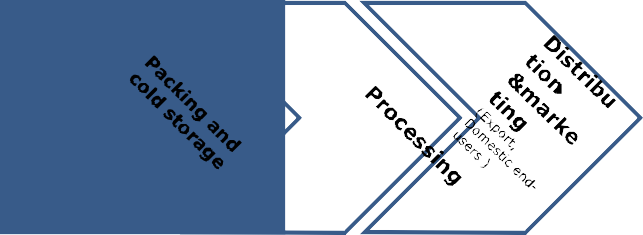 Packing and
cold storage
Processing
Distribu
tion
&marke
ting
(Export,
Domestic end-
users )